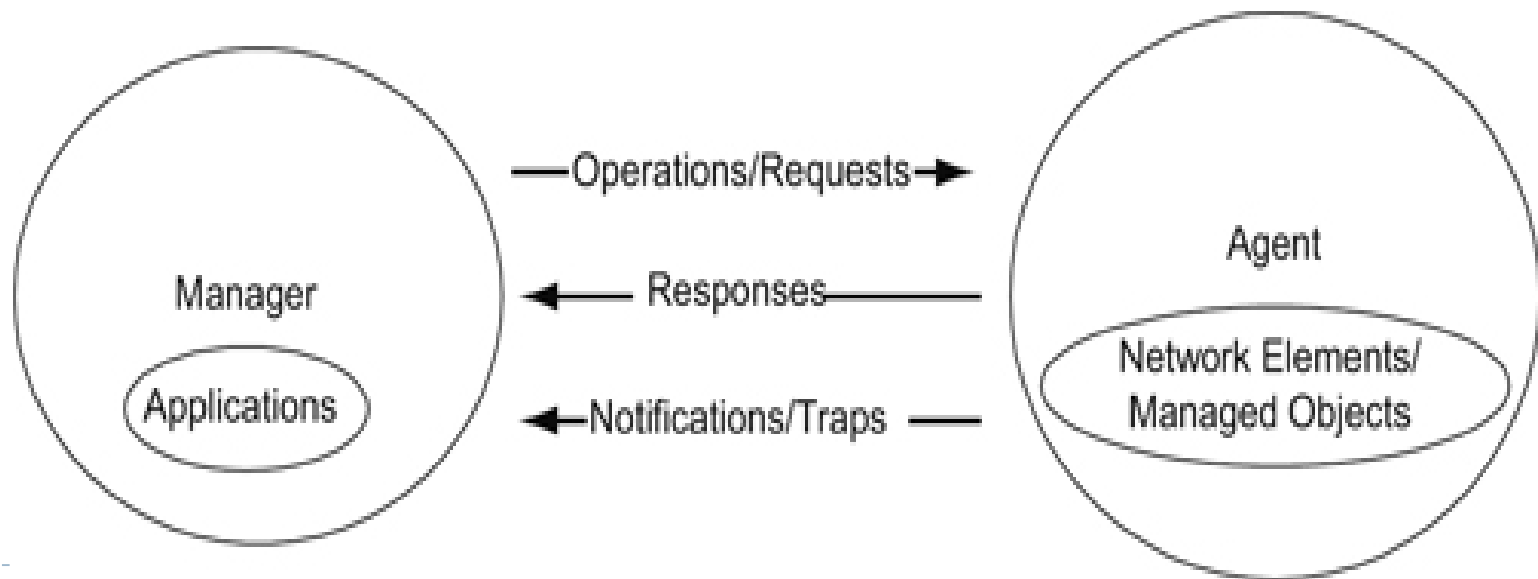 Operations/Requests
Agent
Manager
Responses
Network Elements/
Managed Objects
Applications
Notifications/Traps